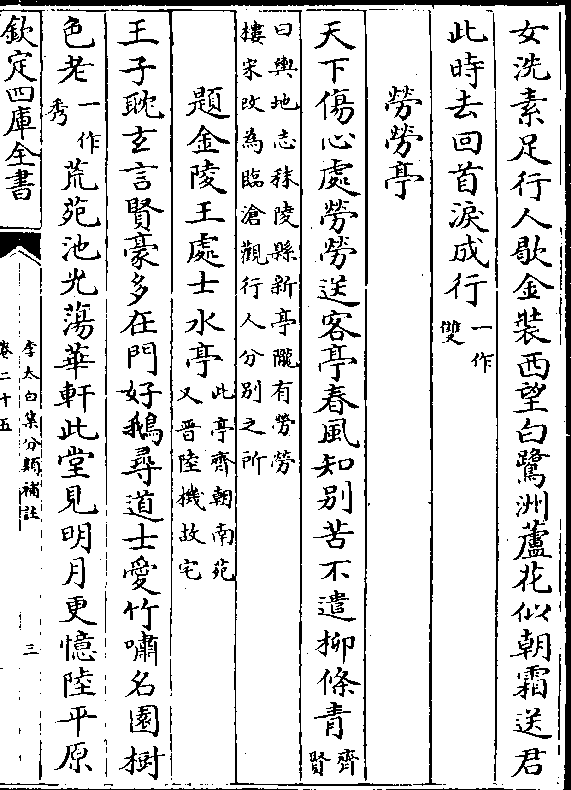 女洗素足行人歇金装西望白鷺洲蘆花似朝霜送君
此時去回首淚成行一作雙
勞勞亭
天下傷心處勞勞送客亭春風知别苦不遣柳條青齊賢
曰輿地志秣陵縣新亭隴有勞勞
樓宋改為臨滄觀行人分别之所
題金陵王處士水亭此亭齊朝南苑
又晋陸機故宅
王子耽玄言賢豪多在門好鵝尋道士愛竹嘯名園樹
色老一作秀荒苑池光蕩華軒此堂見明月更憶陸平原
欽定四庫全書
李太白集分類補註
卷二十五
三